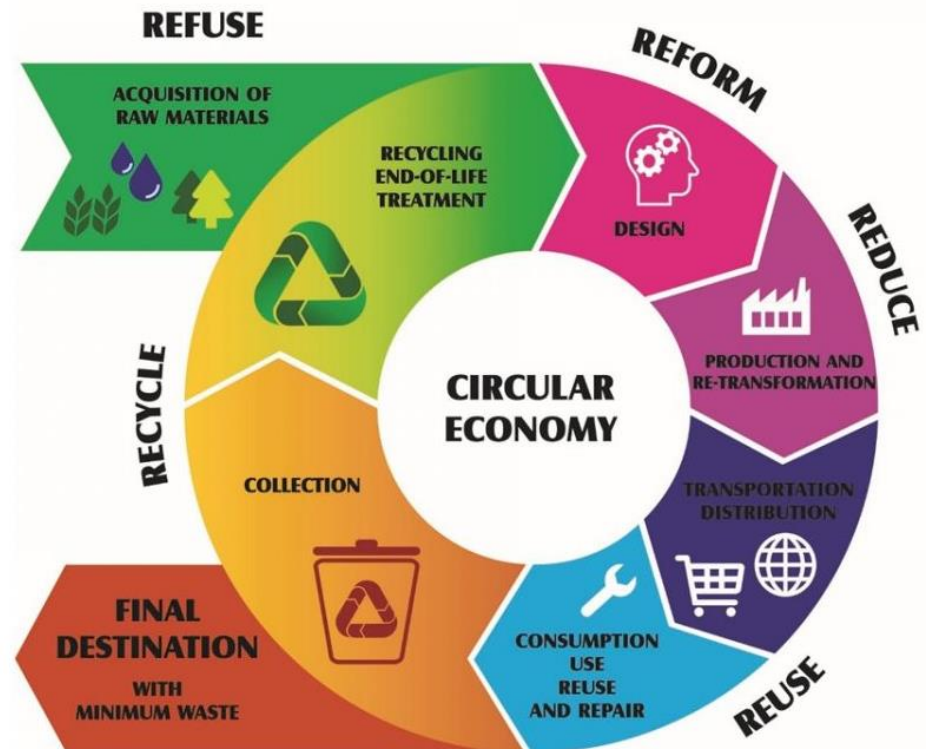 REFUSE
ACQUISITION OF
RAW MATERIALS
RECYCLING
END-OF-LIFE
TREATMENT
REFORM
DESIGN
REDUCE
PRODUCTION AND
RE-TRANSFORMATION
CIRCULAR
ECONOMY
TRANSPORTATION
DISTRIBUTION
REUSE
CONSUMPTION
USE
REUSE
AND REPAIR
RECYCLE
COLLECTION
FINAL
DESTINATION
WITH
MINIMUM WASTE